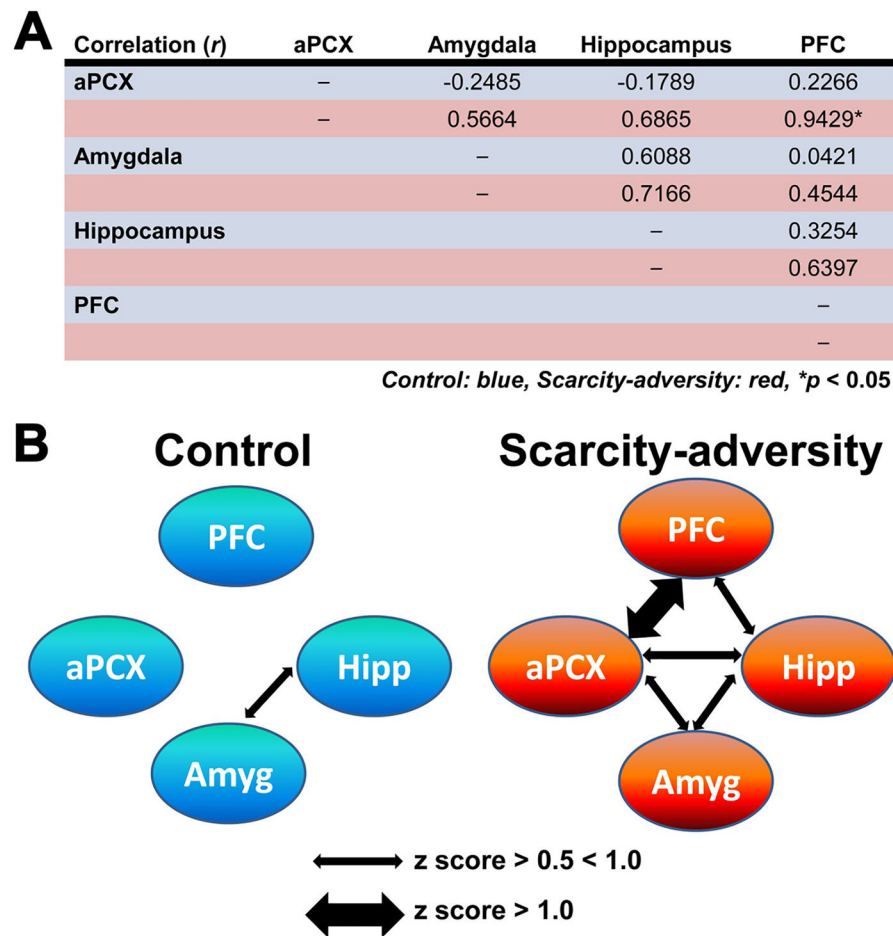 A
Correlation (r) aPCX Amygdala Hippocampus PFC
aPCX – -0.2485 -0.1789 0.2266
– 0.5664 0.6865 0.9429*
Amygdala – 0.6088 0.0421
– 0.7166 0.4544
Hippocampus – 0.3254
– 0.6397
PFC –
–
Control: blue, Scarcity-adversity: red, *p < 0.05
B
Control Scarcity-adversity
PFC PFC
aPCX Hipp aPCX Hipp
Amyg Amyg
z score > 0.5 < 1.0
z score > 1.0